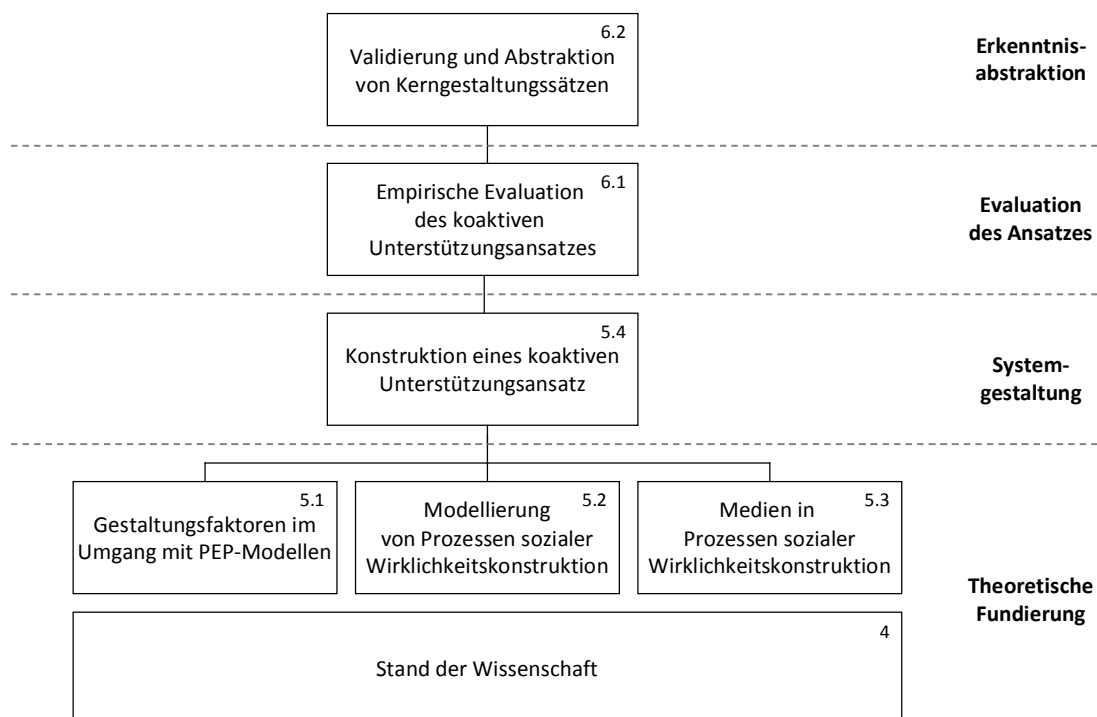 6.2
Validierung und Abstraktion
von Kerngestaltungssätzen
Erkenntnis-
abstraktion
6.1
Empirische Evaluation
des koaktiven
Unterstützungsansatzes
Evaluation
des Ansatzes
5.4
Konstruktion eines koaktiven
Unterstützungsansatz
System-
gestaltung
5.1
Gestaltungsfaktoren im
Umgang mit PEP-Modellen
5.2
Modellierung
von Prozessen sozialer
Wirklichkeitskonstruktion
5.3
Medien in
Prozessen sozialer
Wirklichkeitskonstruktion
Theoretische
Fundierung
4
Stand der Wissenschaft